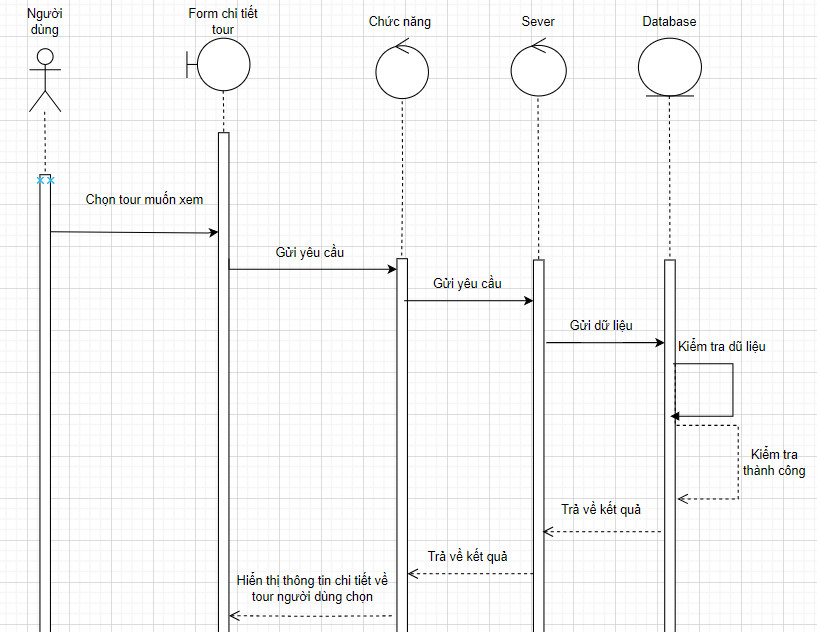 Người
dùng
Form chi tiết
tour
Chức năng
Sever
Database
Chọn tour muốn xem
Gửi yêu cầu
Gửi yêu cầu
Gửi dữ liệu
Kiểm tra dũ liệu
Kiểm tra
thành công
Trả về kết quả
Trả về kết quả
Hiển thị thông tin chi tiết về
tour người dùng chọn